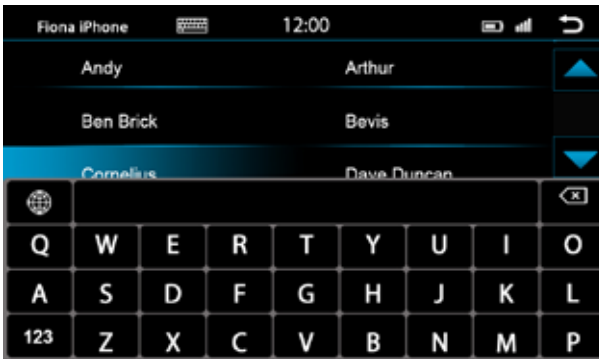 Fiona iPhone 12:00
Andy Arthur
Ben Brick Bevis
Cornelius Dave Duncan
Q W E R T Y U I O
A S D F G H J K L
123 Z X C V B N M P